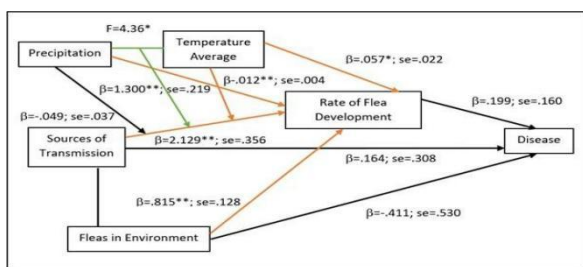 F=4.36*
Precipitation
Temperature
Average
β-.012**; se=.004
β=.057*; se=.022
β=1.300**; se=.219
Rate of Flea
Development
β=.199; se=.160
β=-.049; se=.037
Sources of
Transmission
β=2.129**; se=.356
Disease
β=.164; se=.308
β=.815**; se=.128
β=-.411; se=.530
Fleas in Environment